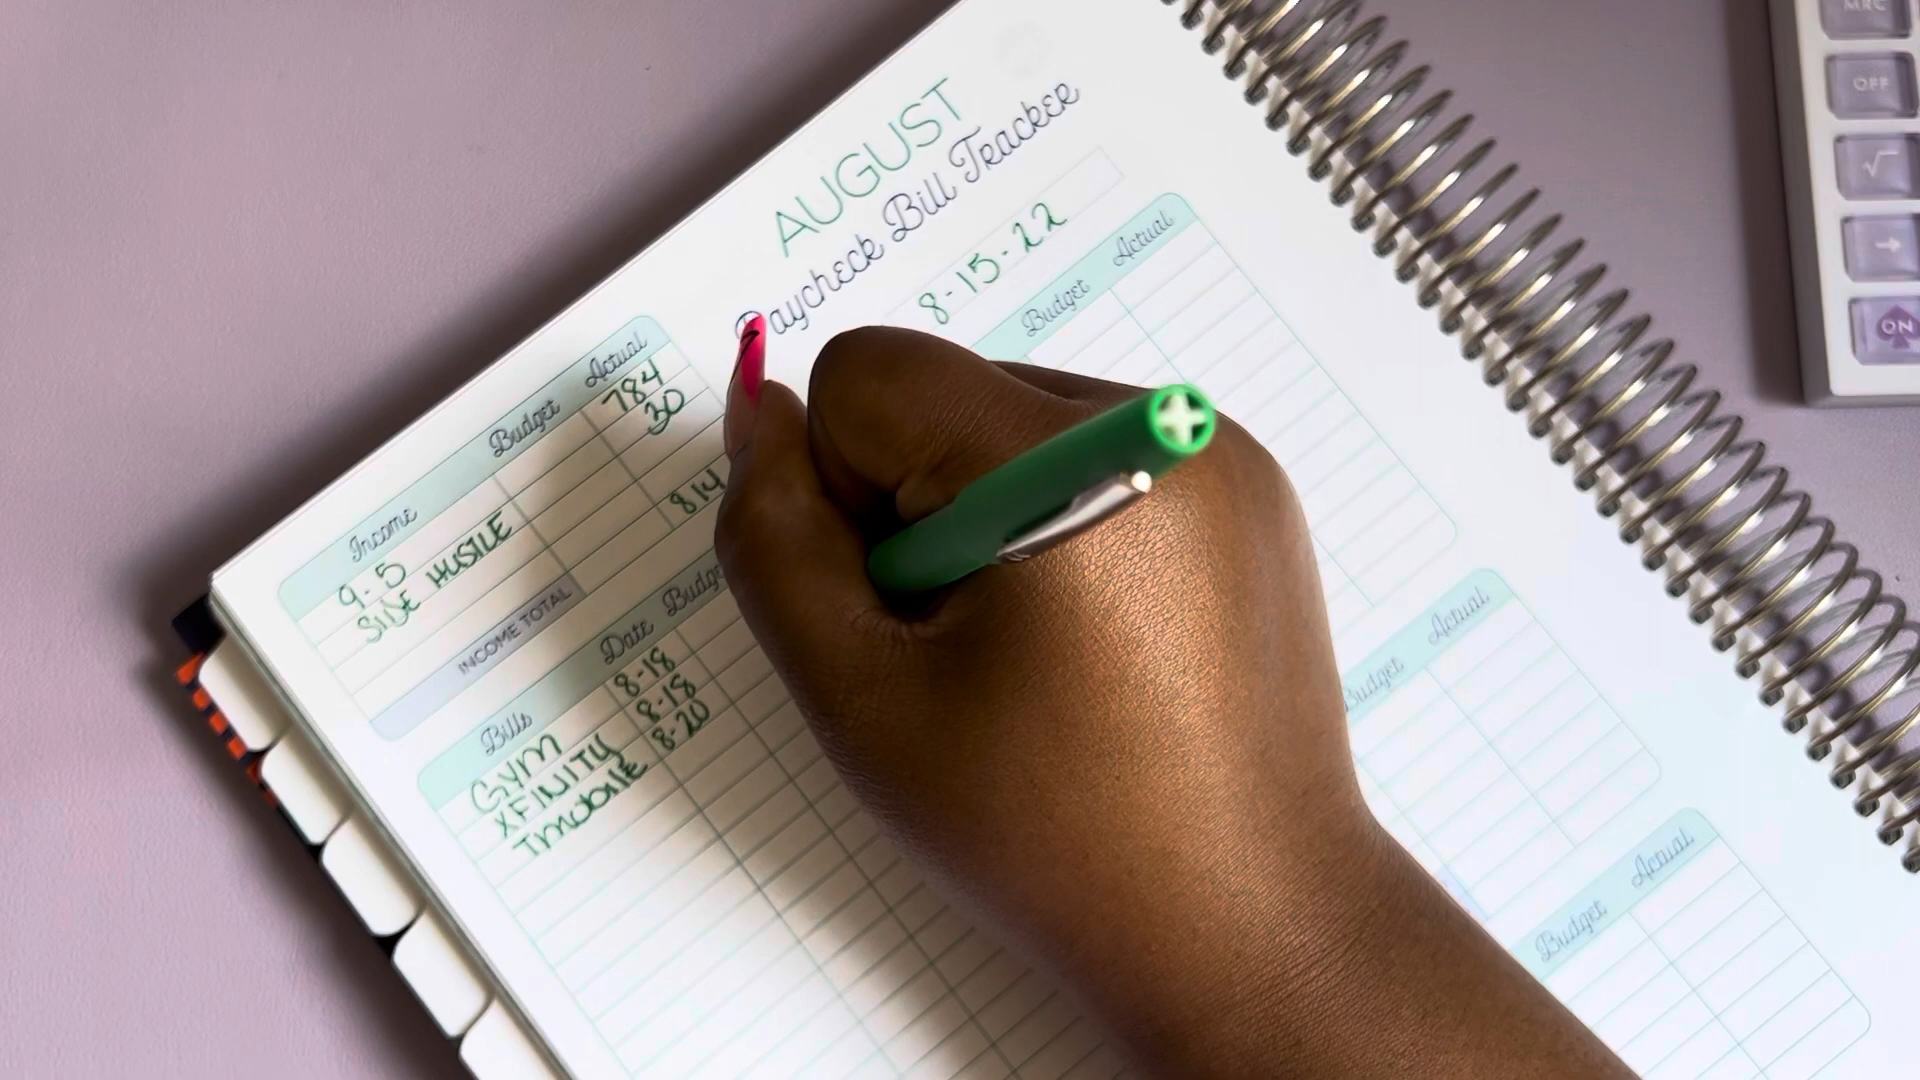 AUGUST
Paycheck Bill Tracker
8-15-22
Income Budget Actual
9-5 784
SIDE HUSTLE 30
INCOME TOTAL 814
Bills Date Budget
GYM 8-18
XFINITY 8-18
Tmobile 8-20
Budget Actual
Budget Actual
Budget Actual
MRC
OFF
√
→
ON